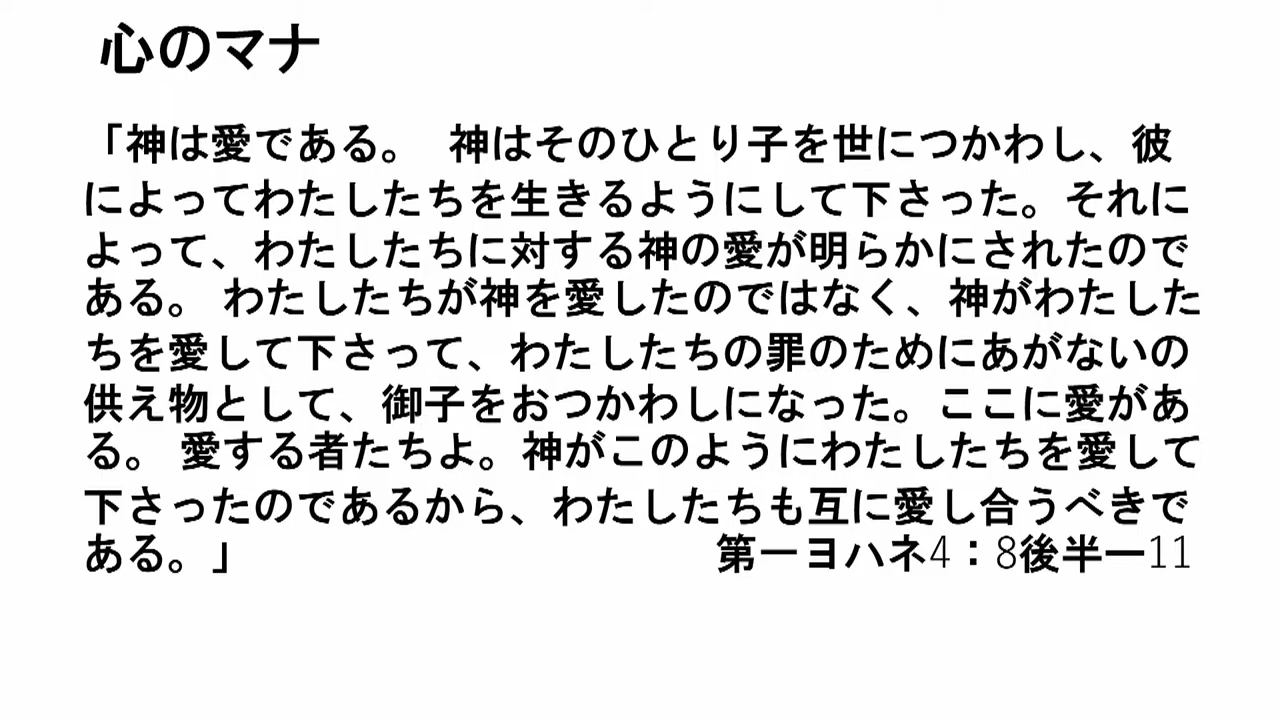 心のマナ
「神は愛である。 神はそのひとり子を世につかわし、彼
によってわたしたちを生きるようにして下さった。それに
よって、わたしたちに対する神の愛が明らかにされたので
ある。 わたしたちが神を愛したのではなく、神がわたした
ちを愛して下さって、わたしたちの罪のためにあがないの
供え物として、御子をおつかわしになった。ここに愛があ
る。 愛する者たちよ。神がこのようにわたしたちを愛して
下さったのであるから、わたしたちも互に愛し合うべきで
ある。」 第一ヨハネ4：8後半―11